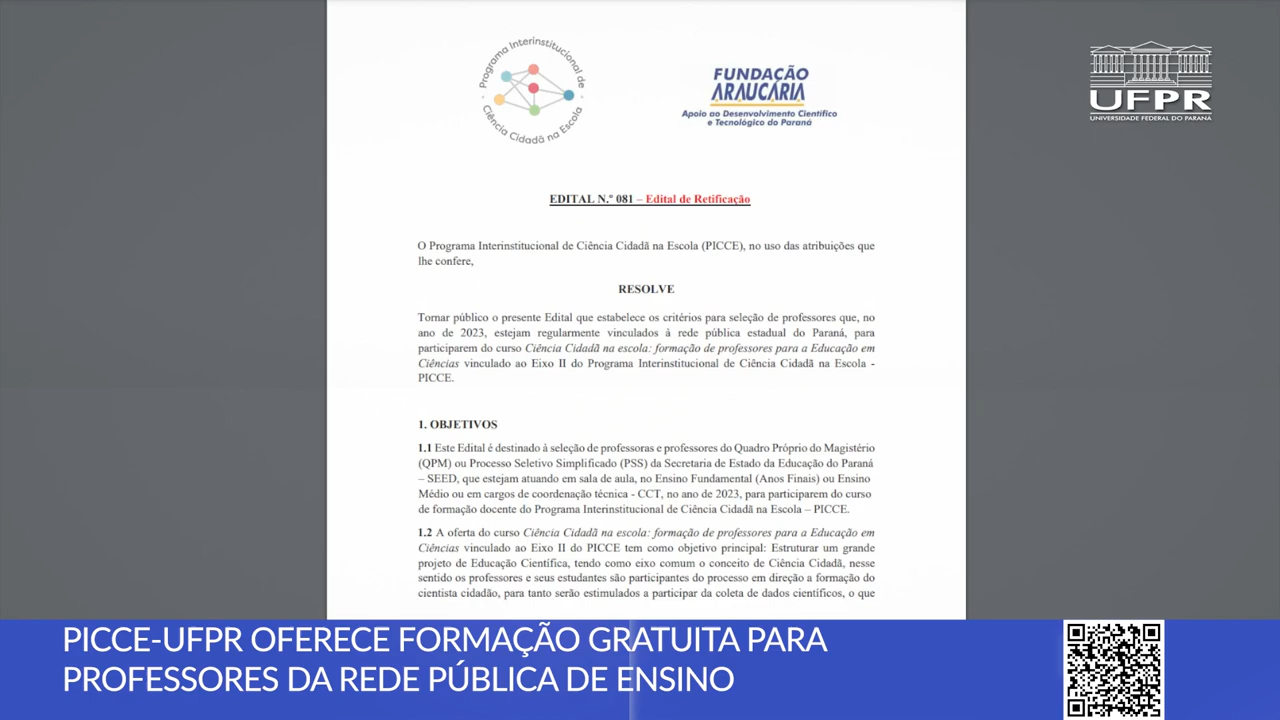 Programa Interinstitucional de
Ciência Cidadã na Escola
FUNDAÇÃO
ARAUCÁRIA
Apoio ao Desenvolvimento Científico
e Tecnológico do Paraná
UFPR
UNIVERSIDADE FEDERAL DO PARANÁ
EDITAL N.º 081 – Edital de Retificação
O Programa Interinstitucional de Ciência Cidadã na Escola (PICCE), no uso das atribuições que
lhe confere,
RESOLVE
Tornar público o presente Edital que estabelece os critérios para seleção de professores que, no
ano de 2023, estejam regularmente vinculados à rede pública estadual do Paraná, para
participarem do curso Ciência Cidadã na escola: formação de professores para a Educação em
Ciências vinculado ao Eixo II do Programa Interinstitucional de Ciência Cidadã na Escola -
PICCE.
1. OBJETIVOS
1.1 Este Edital é destinado à seleção de professoras e professores do Quadro Próprio do Magistério
(QPM) ou Processo Seletivo Simplificado (PSS) da Secretaria de Estado da Educação do Paraná
– SEED, que estejam atuando em sala de aula, no Ensino Fundamental (Anos Finais) ou Ensino
Médio ou em cargos de coordenação técnica - CCT, no ano de 2023, para participarem do curso
de formação docente do Programa Interinstitucional de Ciência Cidadã na Escola – PICCE.
1.2 A oferta do curso Ciência Cidadã na escola: formação de professores para a Educação em
Ciências vinculado ao Eixo II do PICCE tem como objetivo principal: Estruturar um grande
projeto de Educação Científica, tendo como eixo comum o conceito de Ciência Cidadã, nesse
sentido os professores e seus estudantes são participantes do processo em direção a formação do
cientista cidadão, para tanto serão estimulados a participar da coleta de dados científicos, o que
PICCE-UFPR OFERECE FORMAÇÃO GRATUITA PARA
PROFESSORES DA REDE PÚBLICA DE ENSINO